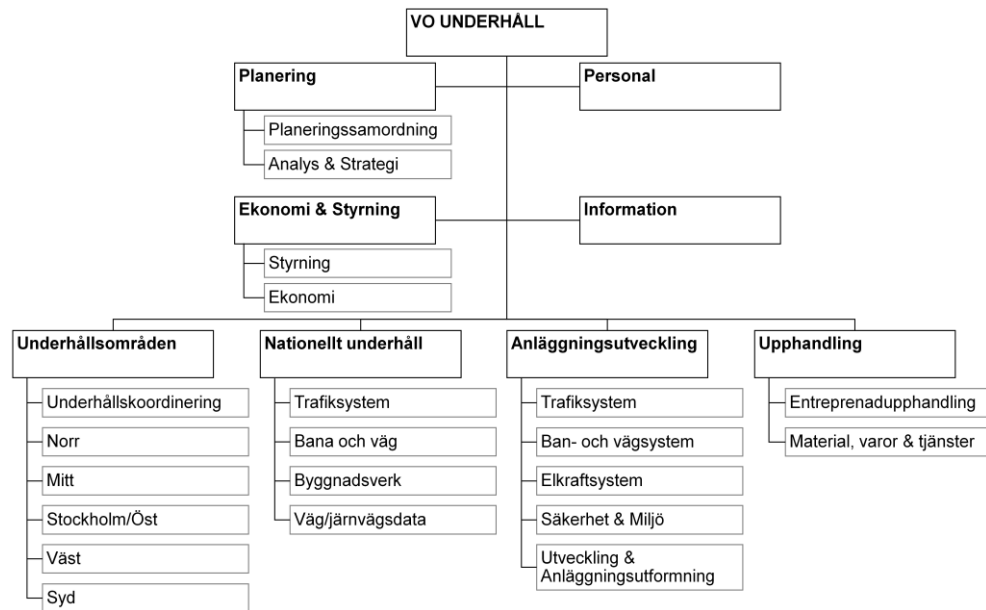 VO UNDERHÅLL
Planering
Personal
Planeringssamordning
Analys & Strategi
Ekonomi & Styrning
Information
Styrning
Ekonomi
Underhållsområden
Underhållskoordinering
Norr
Mitt
Stockholm/Öst
Väst
Syd
Nationellt underhåll
Trafiksystem
Bana och väg
Byggnadsverk
Väg/järnvägsdata
Anläggningsutveckling
Trafiksystem
Ban- och vägsystem
Elkraftsystem
Säkerhet & Miljö
Utveckling &
Anläggningsutformning
Upphandling
Entreprenadupphandling
Material, varor & tjänster